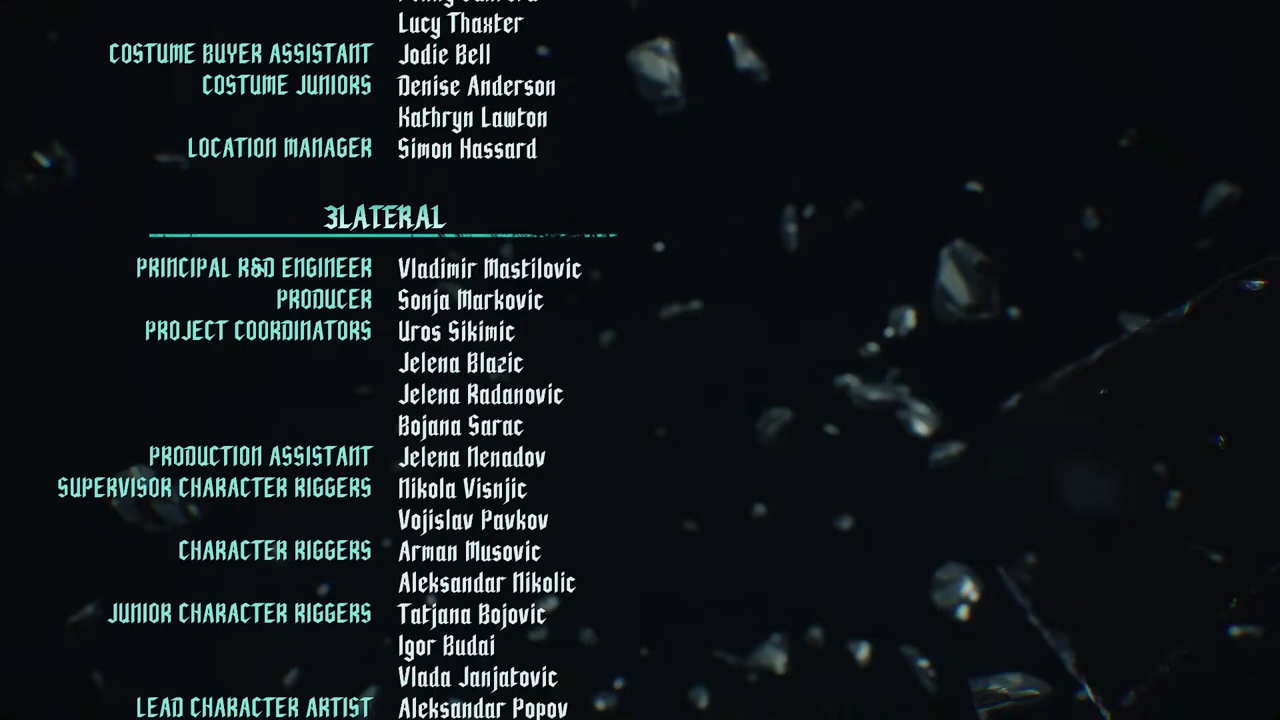 Lucy Thaxter
COSTUME BUYER ASSISTANT Jodie Bell
COSTUME JUNIORS Denise Anderson
Kathryn Lawton
LOCATION MANAGER Simon Hassard
3LATERAL
PRINCIPAL R&D ENGINEER Vladimir Mastilovic
PRODUCER Sonja Markovic
PROJECT COORDINATORS Uros Sikimic
Jelena Blazic
Jelena Radanovic
Bojana Sarac
PRODUCTION ASSISTANT Jelena Nenadov
SUPERVISOR CHARACTER RIGGERS Nikola Visnjic
Vojislav Pavkov
CHARACTER RIGGERS Arman Musovic
Aleksandar Nikolic
JUNIOR CHARACTER RIGGERS Tatjana Bojovic
Igor Budai
Vlada Janjatovic
LEAD CHARACTER ARTIST Aleksandar Popov